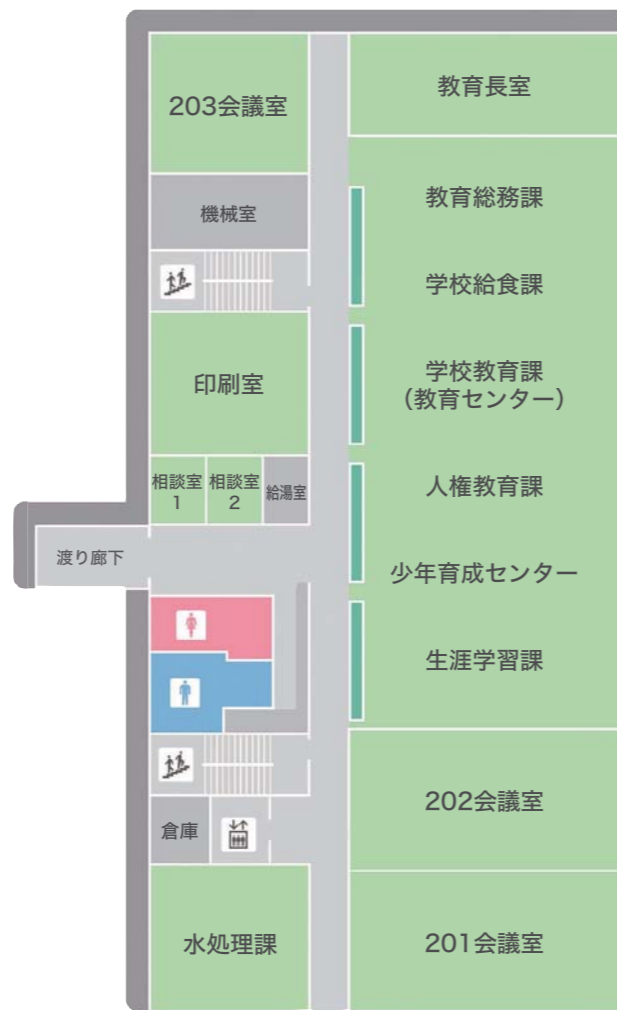 203会議室
機械室
印刷室
相談室
1
相談室
2
給湯室
渡り廊下
倉庫
水処理課
教育長室
教育総務課
学校給食課
学校教育課
（教育センター）
人権教育課
少年育成センター
生涯学習課
202会議室
201会議室